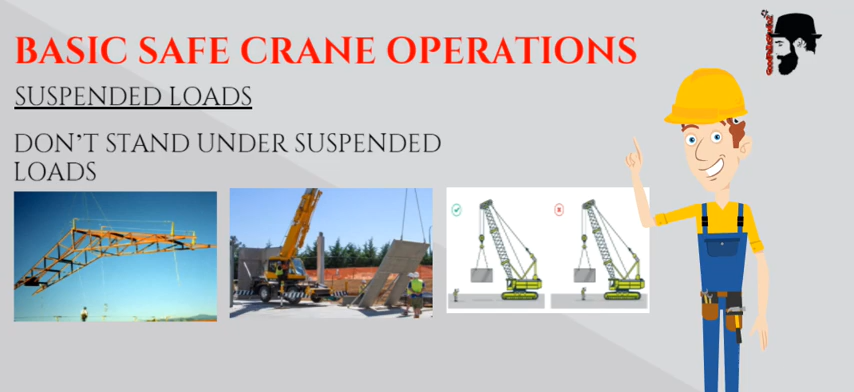 BASIC SAFE CRANE OPERATIONS
SUSPENDED LOADS
DON’T STAND UNDER SUSPENDED
LOADS